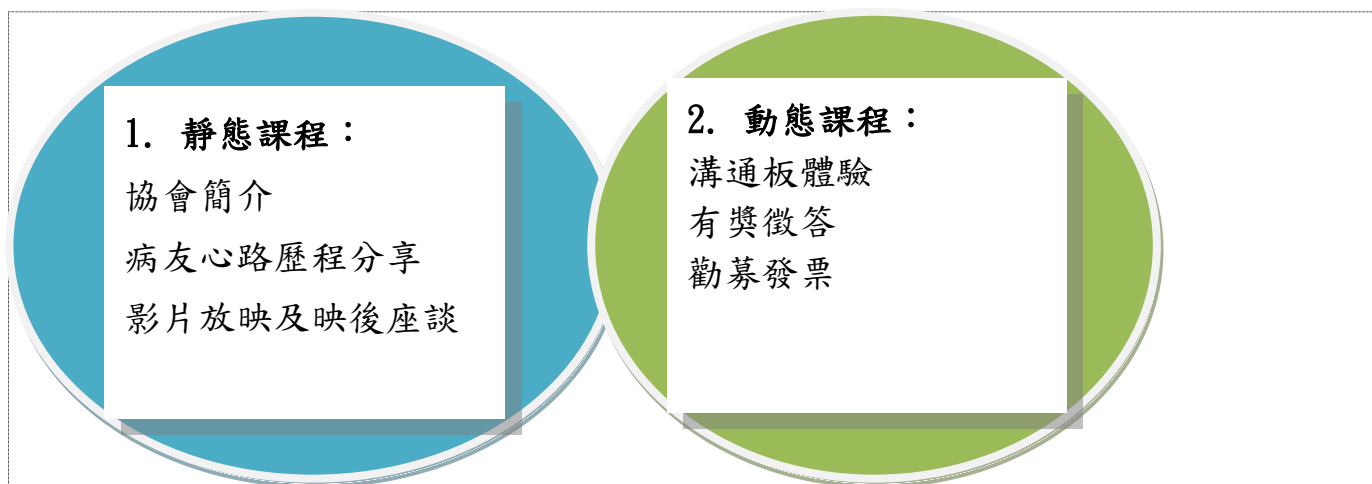 1. 靜態課程：
協會簡介
病友心路歷程分享
影片放映及映後座談
2. 動態課程：
溝通板體驗
有獎徵答
勸募發票